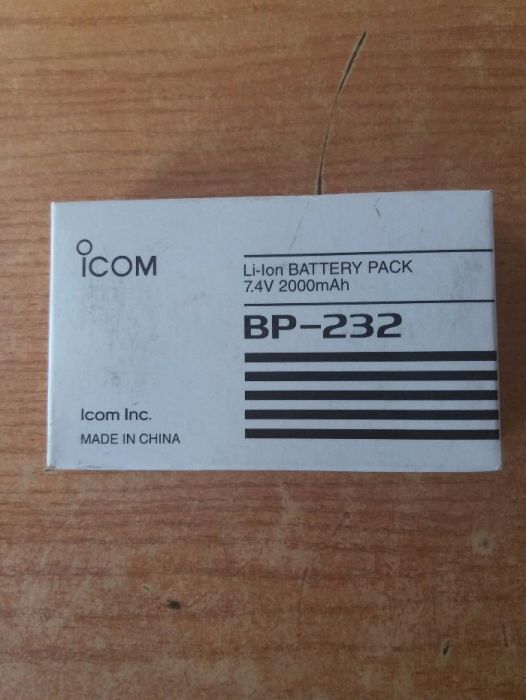 ICOM
Li-Ion BATTERY PACK
7.4V 2000mAh
BP-232
Icom Inc.
MADE IN CHINA